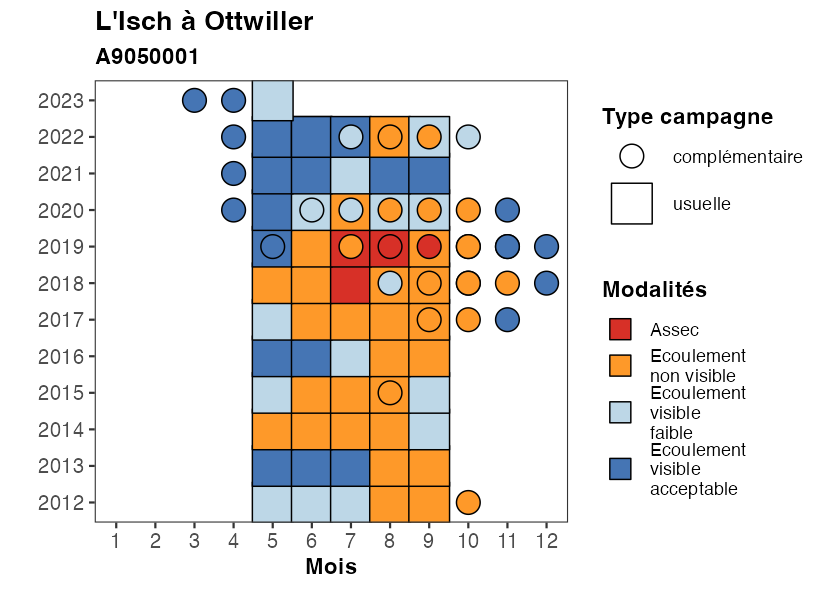 L'Isch à Ottwiller
A9050001
2023
2022
2021
2020
2019
2018
2017
2016
2015
2014
2013
2012
1 2 3 4 5 6 7 8 9 10 11 12
Mois
Type campagne
complémentaire
usuelle
Modalités
Assec
Ecoulement
non visible
Ecoulement
visible
faible
Ecoulement
visible
acceptable